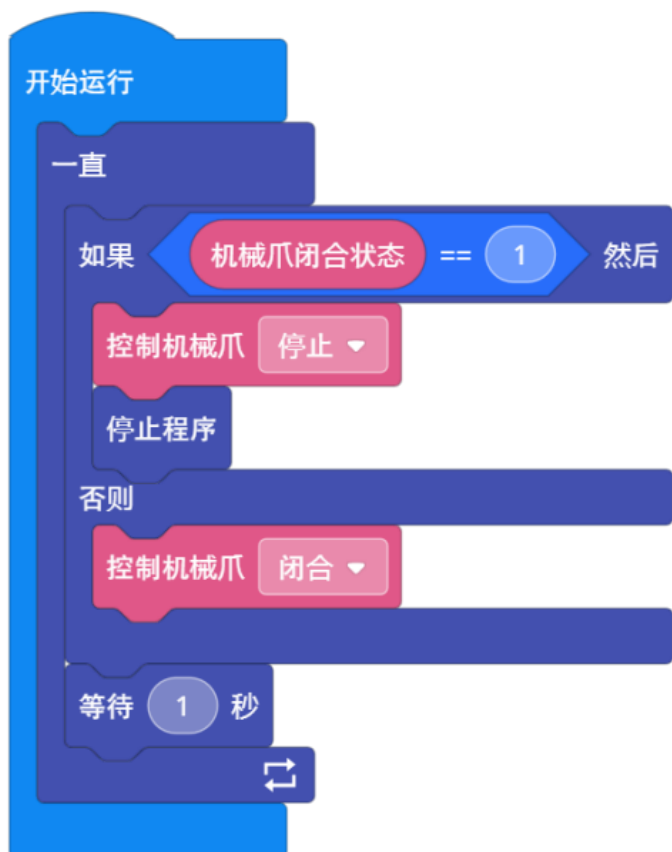 开始运行
一直
如果 机械爪闭合状态 == 1 然后
控制机械爪 停止
停止程序
否则
控制机械爪 闭合
等待 1 秒